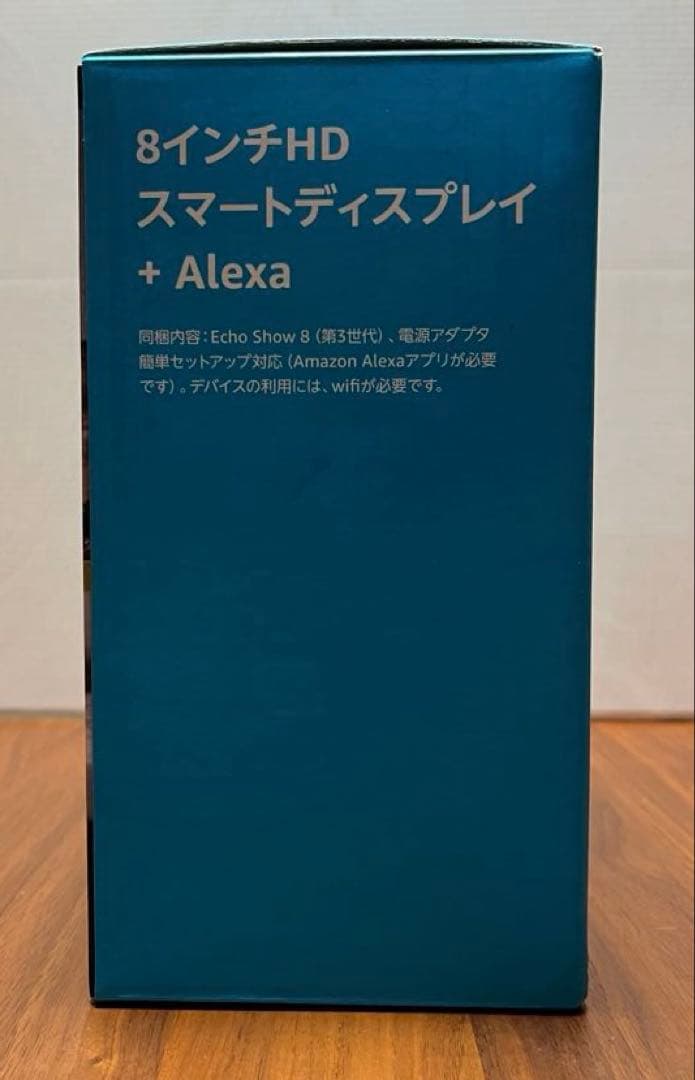 8インチHD
スマートディスプレイ
+ Alexa
同梱内容：Echo Show 8（第3世代）、電源アダプタ
簡単セットアップ対応（Amazon Alexaアプリが必要
です）。デバイスの利用には、wifiが必要です。